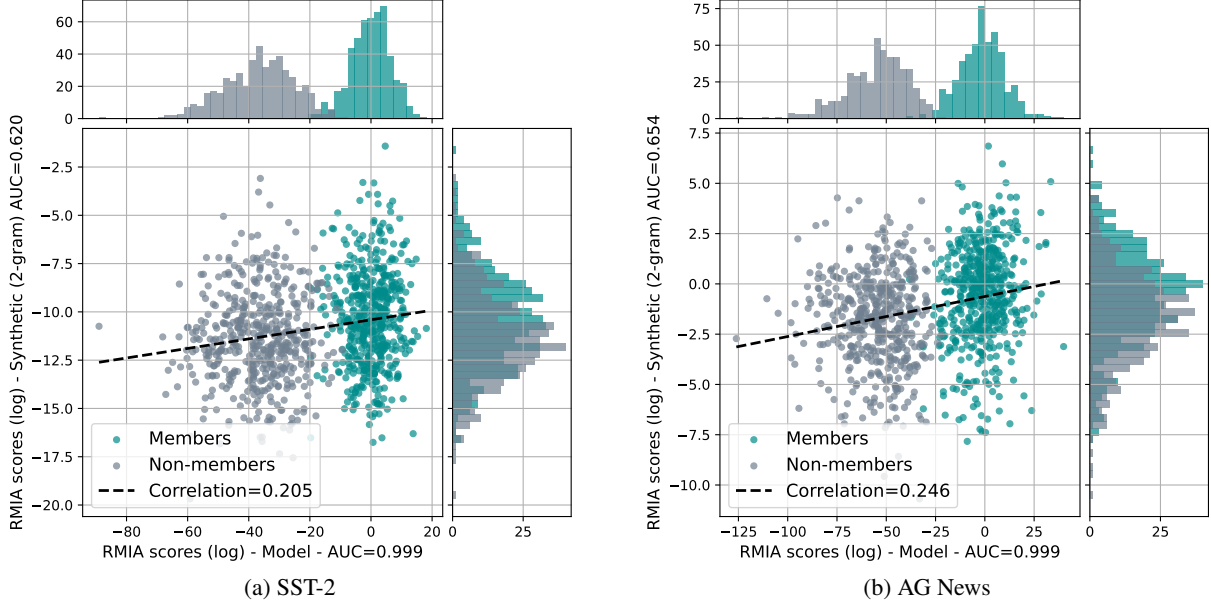 60
40
20
0
RMIA scores (log) - Synthetic (2-gram) AUC=0.620
−2.5
−5.0
−7.5
−10.0
−12.5
−15.0
−17.5
−20.0
Members
Non-members
Correlation=0.205
−80 −60 −40 −20 0 20
25
RMIA scores (log) - Model - AUC=0.999
(a) SST-2
75
50
25
0
RMIA scores (log) - Synthetic (2-gram) AUC=0.654
7.5
5.0
2.5
0.0
−2.5
−5.0
−7.5
−10.0
Members
Non-members
Correlation=0.246
−125 −100 −75 −50 −25 0 25
25
RMIA scores (log) - Model - AUC=0.999
(b) AG News